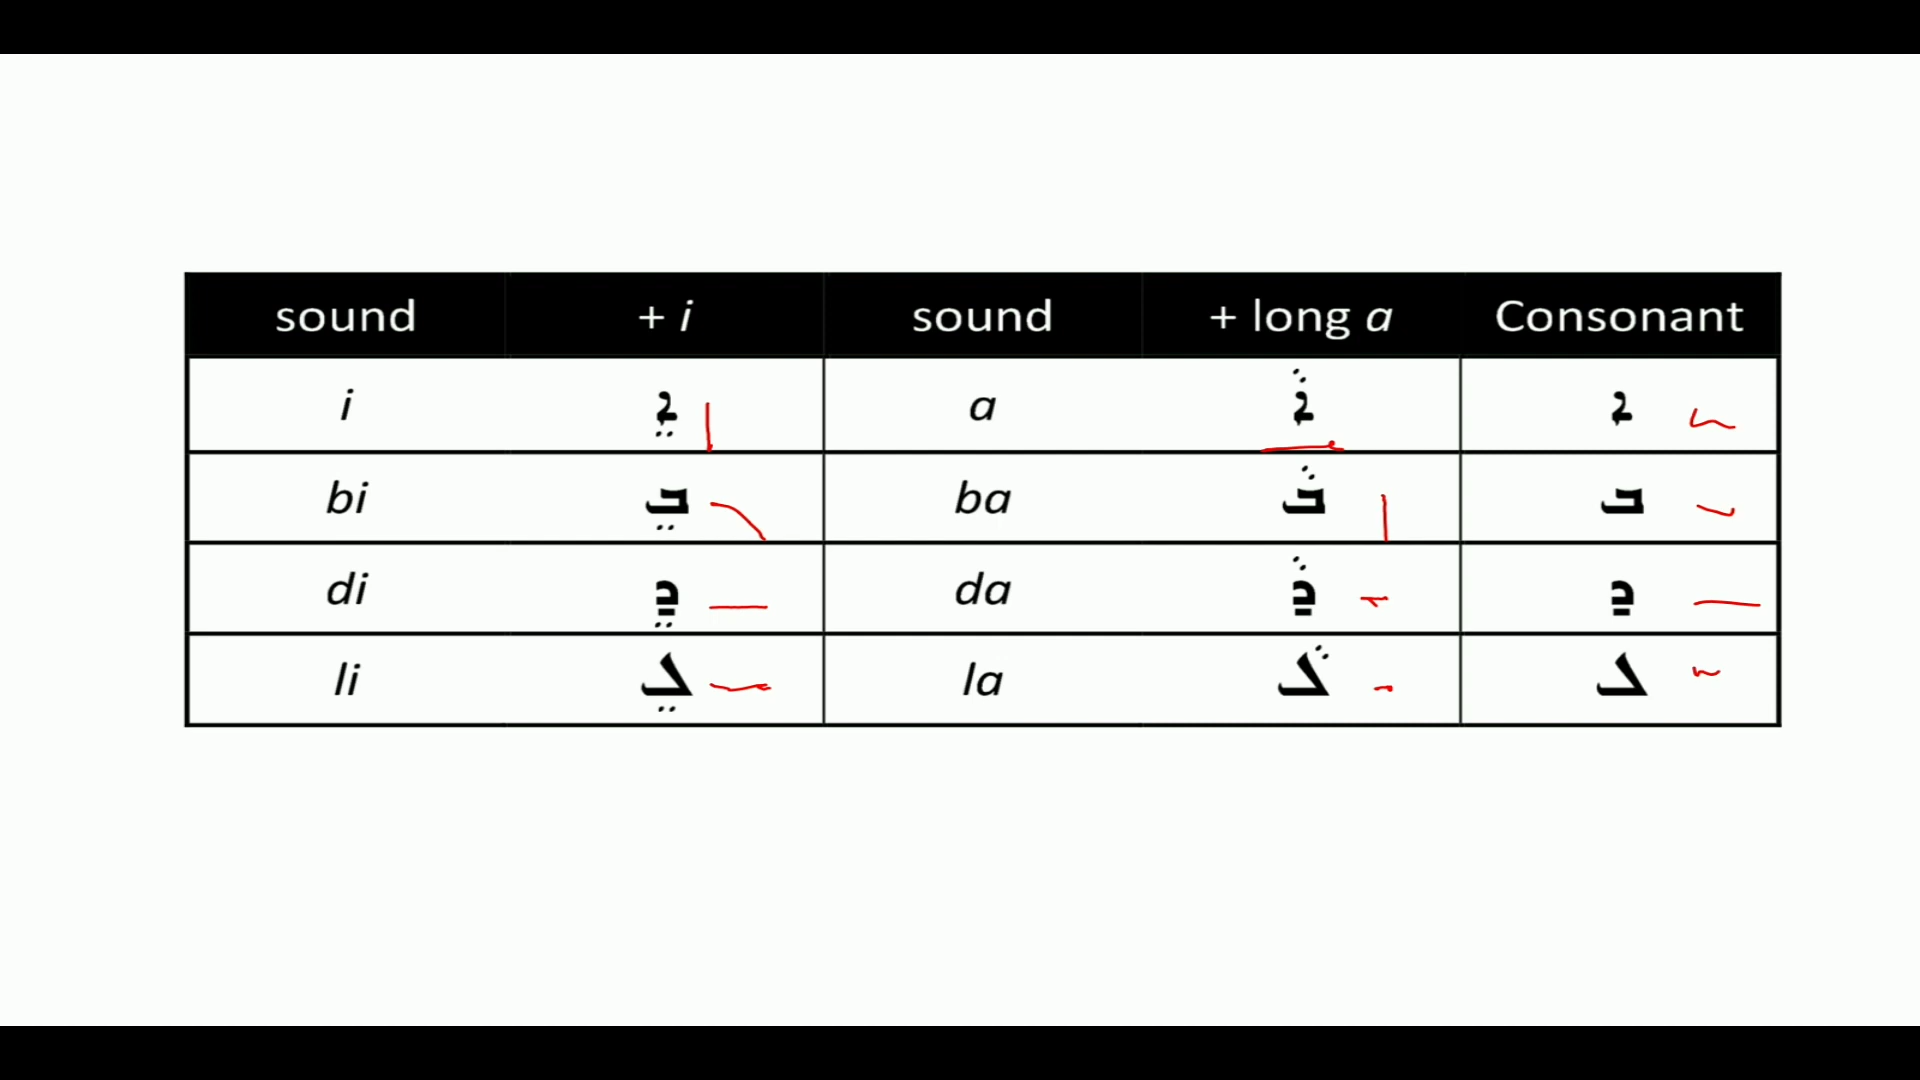 sound + i sound + long a Consonant
i ܐܸ a ܐܵ ܐ
bi ܒܸ ba ܒܵ ܒ
di ܕܸ da ܕܵ ܕ
li ܠܸ la ܠܵ ܠ